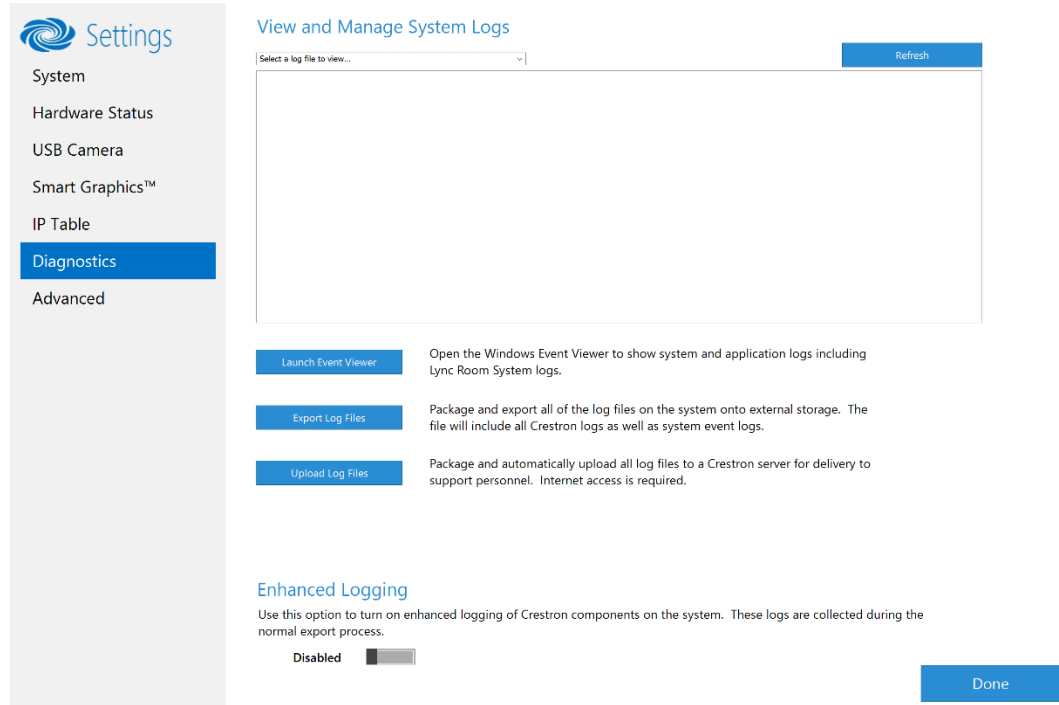 Settings
System
Hardware Status
USB Camera
Smart Graphics™
IP Table
Diagnostics
Advanced
View and Manage System Logs
Select a log file to view...
Refresh
Launch Event Viewer
Open the Windows Event Viewer to show system and application logs including
Lync Room System logs.
Export Log Files
Package and export all of the log files on the system onto external storage.  The
file will include all Crestron logs as well as system event logs.
Upload Log Files
Package and automatically upload all log files to a Crestron server for delivery to
support personnel.  Internet access is required.
Enhanced Logging
Use this option to turn on enhanced logging of Crestron components on the system.  These logs are collected during the
normal export process.
Disabled
Done